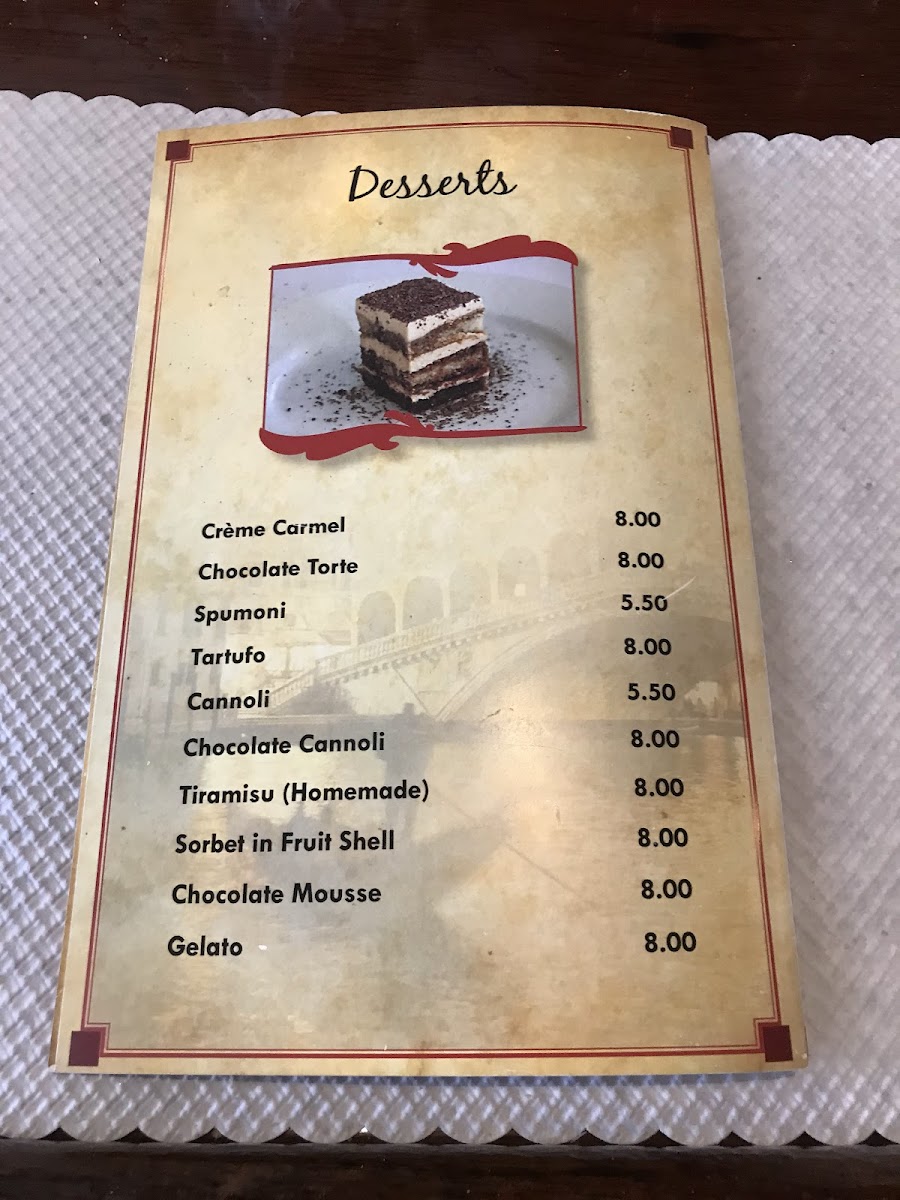 Desserts
Crème Carmel 8.00
Chocolate Torte 8.00
Spumoni 5.50
Tartufo 8.00
Cannoli 5.50
Chocolate Cannoli 8.00
Tiramisu (Homemade) 8.00
Sorbet in Fruit Shell 8.00
Chocolate Mousse 8.00
Gelato 8.00